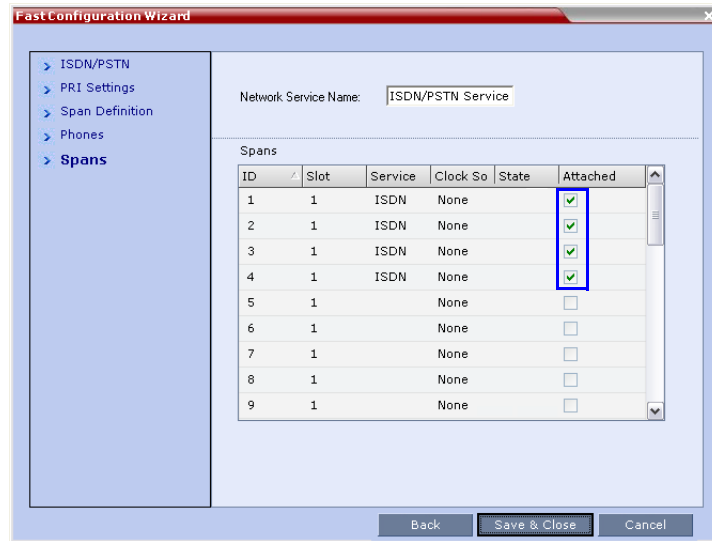 Fast Configuration Wizard
ISDN/PSTN
PRI Settings
Span Definition
Phones
Spans
Network Service Name: ISDN/PSTN Service
Spans
ID Slot Service Clock So State Attached
1 1 ISDN None
2 1 ISDN None
3 1 ISDN None
4 1 ISDN None
5 1 None
6 1 None
7 1 None
8 1 None
9 1 None
Back Save & Close Cancel